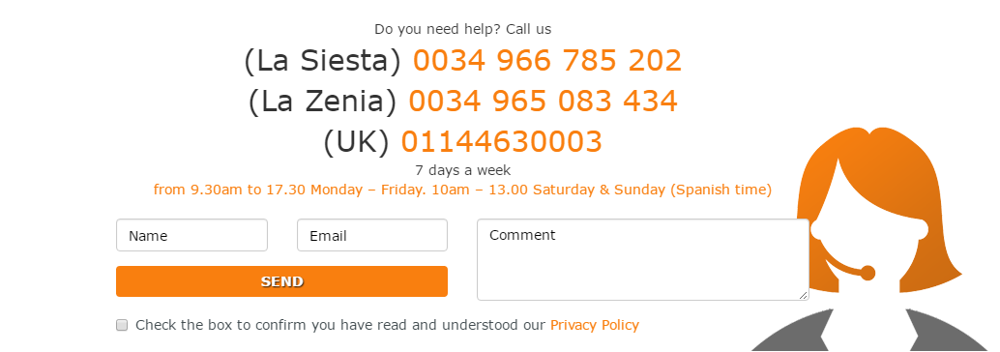 Do you need help? Call us
(La Siesta) 0034 966 785 202
(La Zenia) 0034 965 083 434
(UK) 01144630003
7 days a week
from 9.30am to 17.30 Monday – Friday. 10am – 13.00 Saturday & Sunday (Spanish time)
Name
Email
Comment
SEND
Check the box to confirm you have read and understood our Privacy Policy